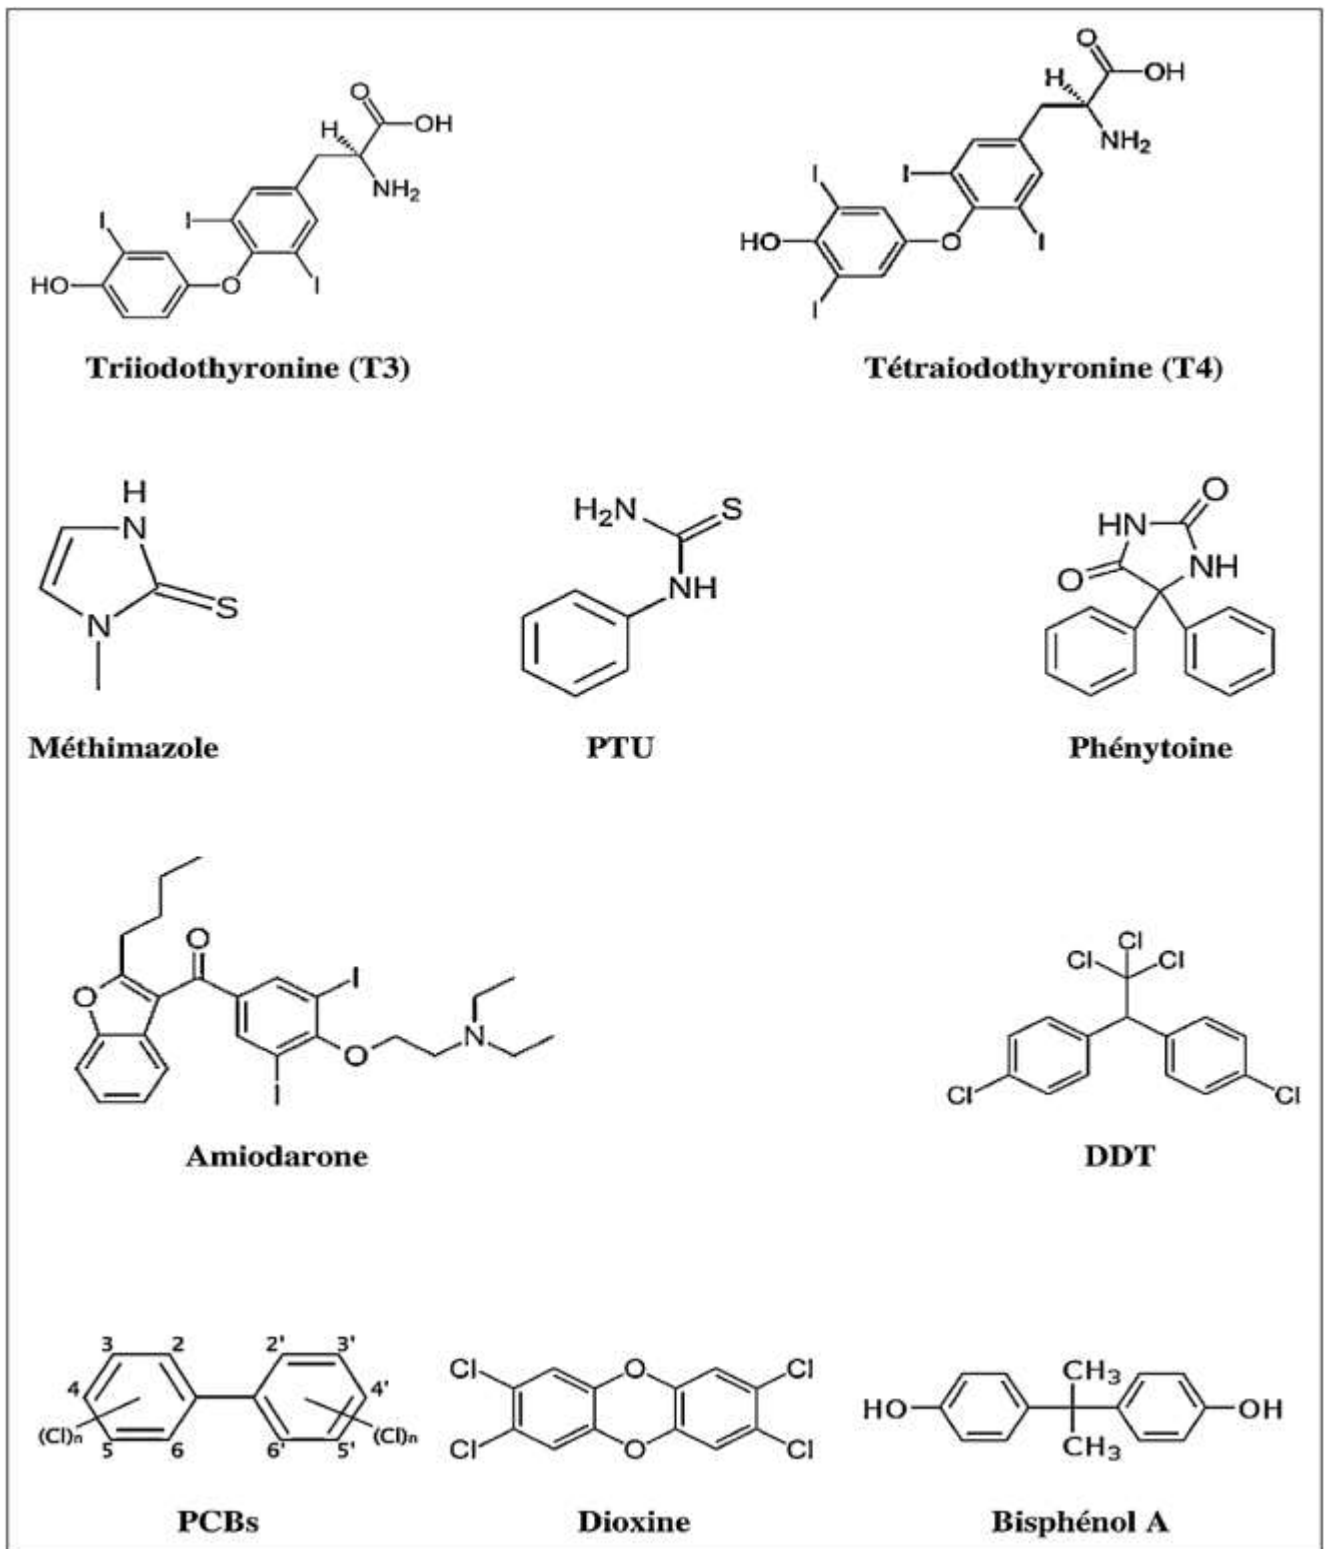 O
H
OH
NH₂
I
I
I
HO
O
Triiodothyronine (T3)
O
H
OH
NH₂
I
I
I
I
HO
O
Tétraiodothyronine (T4)
H
N
S
N
Méthimazole
H₂N
S
NH
PTU
O
HN
NH
O
Phénytoine
O
O
I
N
O
I
Amiodarone
Cl
Cl
Cl
Cl
Cl
DDT
3 2 2' 3'
4 4'
(Cl)n (Cl)n
5 6 6' 5'
PCBs
Cl O Cl
Cl O Cl
Dioxine
CH₃
HO OH
CH₃
Bisphénol A